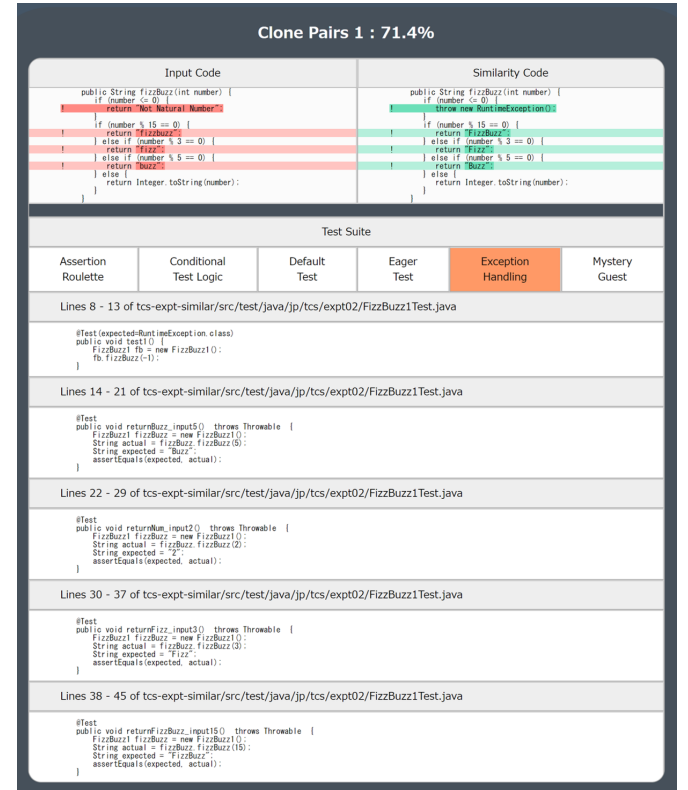 Clone Pairs 1 : 71.4%
Input Code
Similarity Code
public String fizzBuzz(int number) {
if (number <= 0) {
! return "Not Natural Number";
}
if (number % 15 == 0) {
! return "fizzbuzz";
} else if (number % 3 == 0) {
! return "fizz";
} else if (number % 5 == 0) {
! return "buzz";
} else {
return Integer.toString(number);
}
}
public String fizzBuzz(int number) {
if (number <= 0) {
! throw new RuntimeException();
}
if (number % 15 == 0) {
! return "FizzBuzz";
} else if (number % 3 == 0) {
! return "Fizz";
} else if (number % 5 == 0) {
! return "Buzz";
} else {
return Integer.toString(number);
}
}
Test Suite
Assertion
Roulette
Conditional
Test Logic
Default
Test
Eager
Test
Exception
Handling
Mystery
Guest
Lines 8 - 13 of tcs-expt-similar/src/test/java/jp/tcs/expt02/FizzBuzz1Test.java
@Test(expected=RuntimeException.class)
public void test1() {
FizzBuzz1 fb = new FizzBuzz1();
fb.fizzBuzz(-1);
}
Lines 14 - 21 of tcs-expt-similar/src/test/java/jp/tcs/expt02/FizzBuzz1Test.java
@Test
public void returnBuzz_input5() throws Throwable {
FizzBuzz1 fizzBuzz = new FizzBuzz1();
String actual = fizzBuzz.fizzBuzz(5);
String expected = "Buzz";
assertEquals(expected, actual);
}
Lines 22 - 29 of tcs-expt-similar/src/test/java/jp/tcs/expt02/FizzBuzz1Test.java
@Test
public void returnNum_input2() throws Throwable {
FizzBuzz1 fizzBuzz = new FizzBuzz1();
String actual = fizzBuzz.fizzBuzz(2);
String expected = "2";
assertEquals(expected, actual);
}
Lines 30 - 37 of tcs-expt-similar/src/test/java/jp/tcs/expt02/FizzBuzz1Test.java
@Test
public void returnFizz_input3() throws Throwable {
FizzBuzz1 fizzBuzz = new FizzBuzz1();
String actual = fizzBuzz.fizzBuzz(3);
String expected = "Fizz";
assertEquals(expected, actual);
}
Lines 38 - 45 of tcs-expt-similar/src/test/java/jp/tcs/expt02/FizzBuzz1Test.java
@Test
public void returnFizzBuzz_input15() throws Throwable {
FizzBuzz1 fizzBuzz = new FizzBuzz1();
String actual = fizzBuzz.fizzBuzz(15);
String expected = "FizzBuzz";
assertEquals(expected, actual);
}